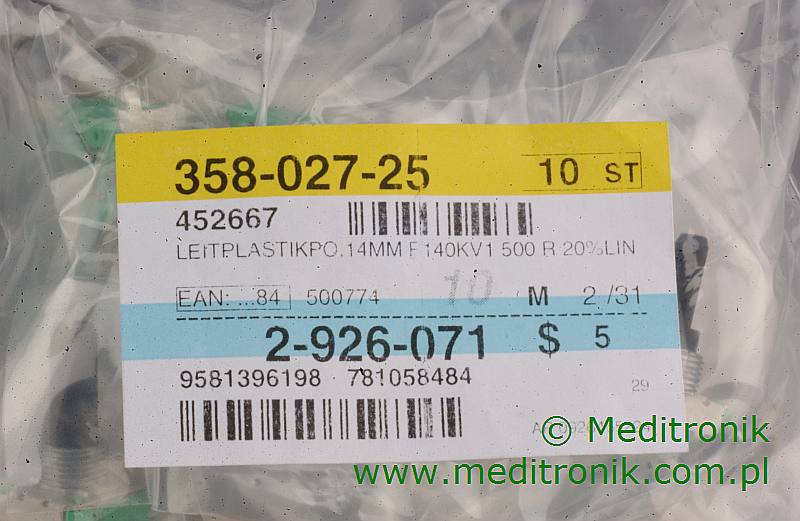 358-027-25 10 ST
452667
LEITPLASTIKPO.14MM F140KV1 500 R 20%LIN
EAN: ...84 500774 10 M 2 /31
2-926-071 $ 5
9581396198 781058484
29
© Meditronik
www.meditronik.com.pl